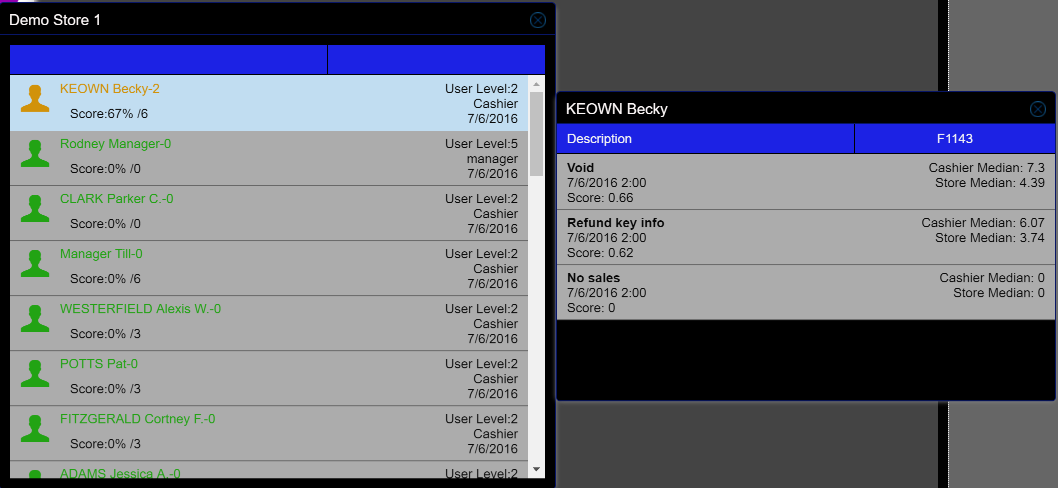 Demo Store 1
KEOWN Becky-2
User Level:2
Cashier
Score:67% /6
7/6/2016
Rodney Manager-0
User Level:5
manager
Score:0% /0
7/6/2016
CLARK Parker C.-0
User Level:2
Cashier
Score:0% /0
7/6/2016
Manager Till-0
User Level:2
Cashier
Score:0% /6
7/6/2016
WESTERFIELD Alexis W.-0
User Level:2
Cashier
Score:0% /3
7/6/2016
POTTS Pat-0
User Level:2
Cashier
Score:0% /3
7/6/2016
FITZGERALD Cortney F.-0
User Level:2
Cashier
Score:0% /3
7/6/2016
ADAMS Jessica A.-0
User Level:2
KEOWN Becky
Description
F1143
Void
Cashier Median: 7.3
7/6/2016 2:00
Store Median: 4.39
Score: 0.66
Refund key info
Cashier Median: 6.07
7/6/2016 2:00
Store Median: 3.74
Score: 0.62
No sales
Cashier Median: 0
7/6/2016 2:00
Store Median: 0
Score: 0